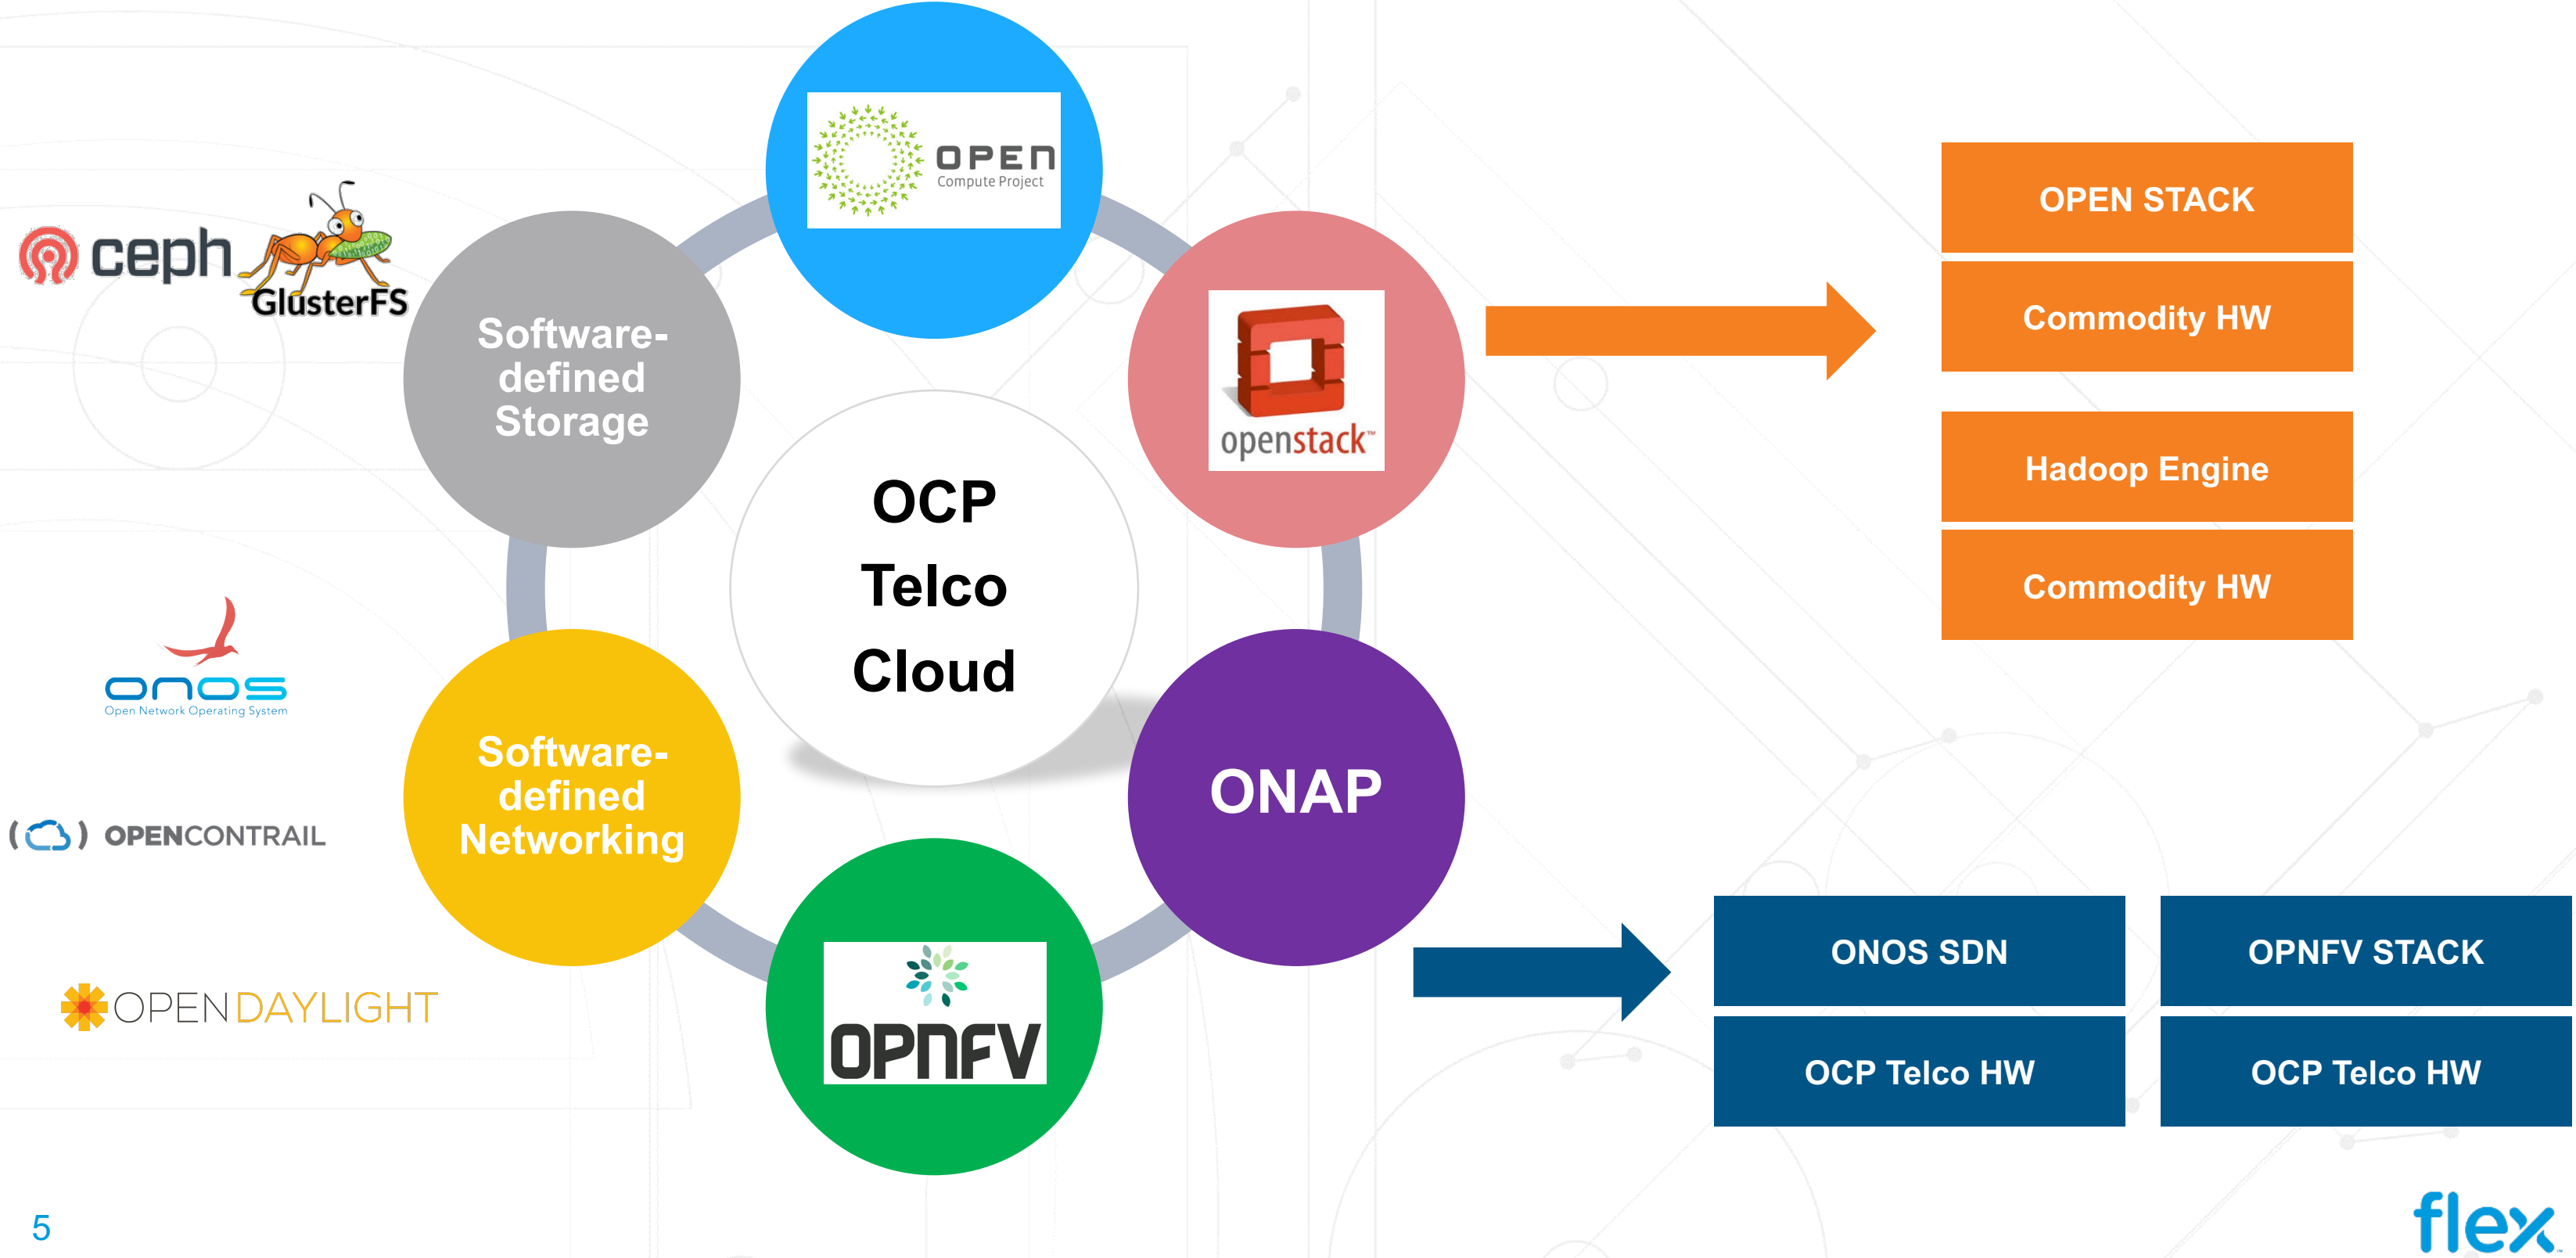 OPEN
Compute Project
ceph
GlusterFS
Software-
defined
Storage
openstack™
OCP
Telco
Cloud
onos
Open Network Operating System
Software-
defined
Networking
ONAP
OPENCONTRAIL
OPENDAYLIGHT
OPNFV
OPEN STACK
Commodity HW
Hadoop Engine
Commodity HW
ONOS SDN
OPNFV STACK
OCP Telco HW
OCP Telco HW
5
flex